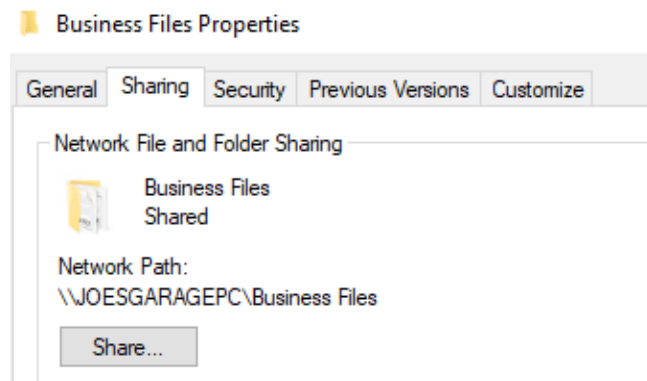 Business Files Properties
General Sharing Security Previous Versions Customize
Network File and Folder Sharing
Business Files
Shared
Network Path:
\\JOESGARAGEPC\Business Files
Share...